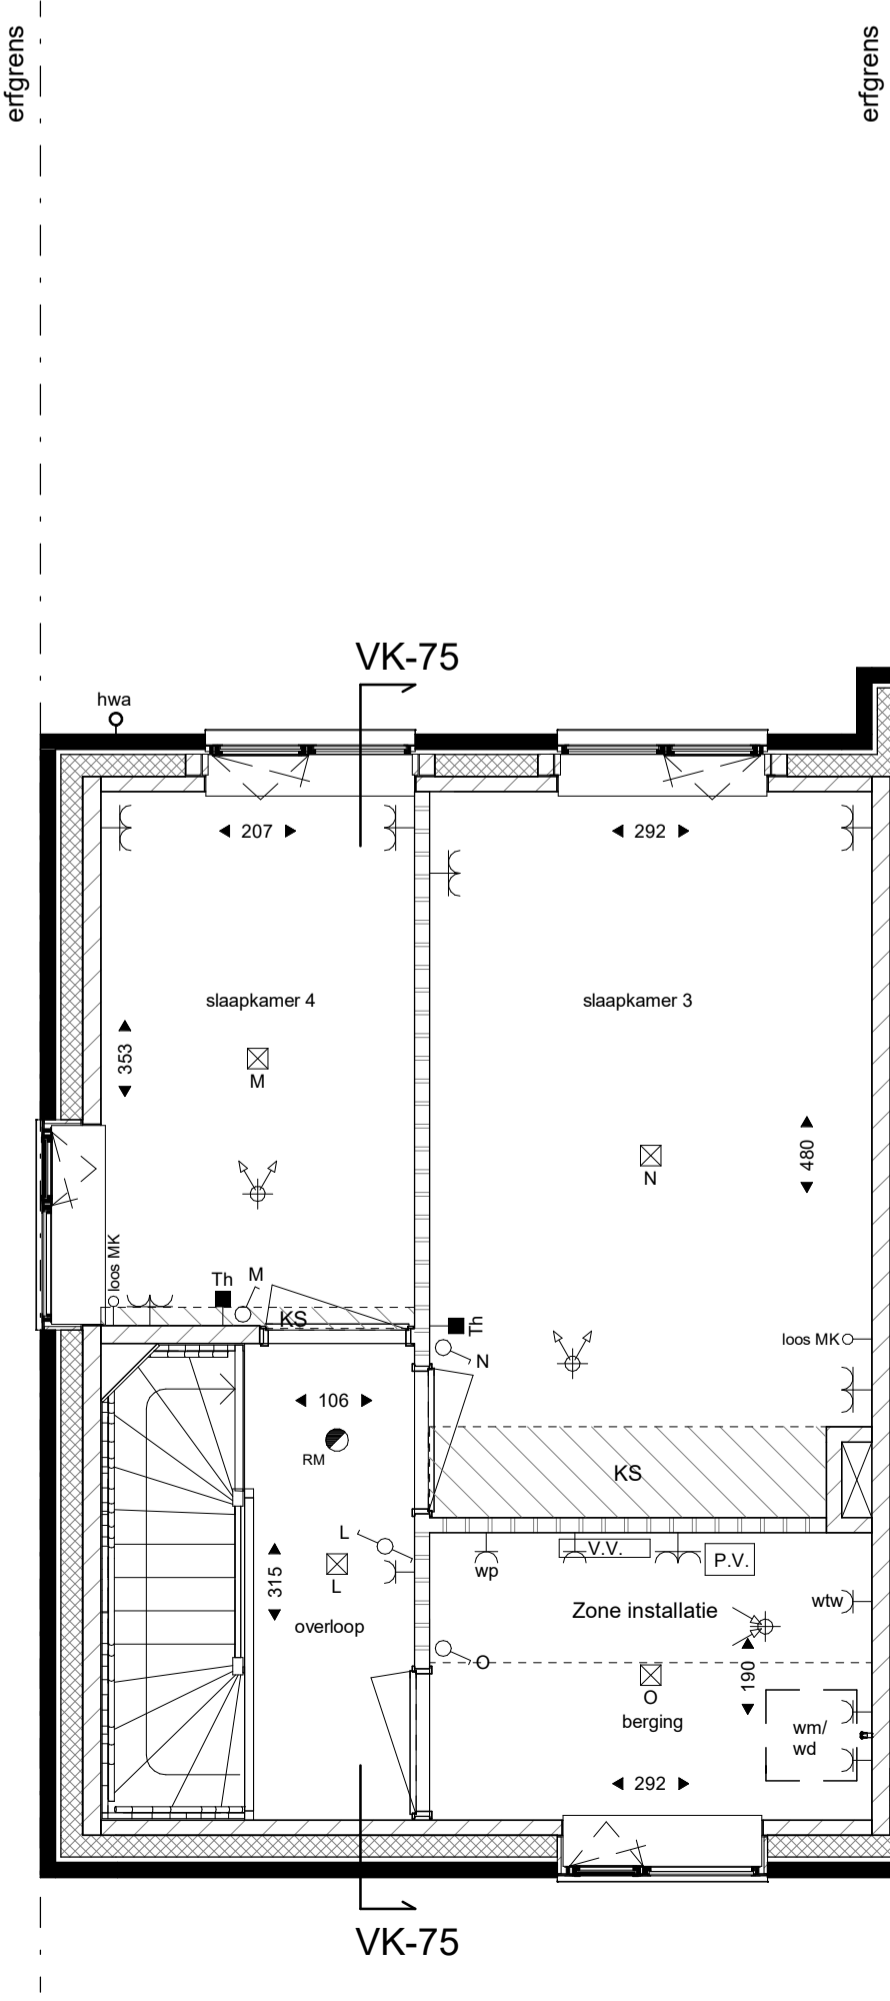 erfgrens
erfgrens
VK-75
hwa
207
292
slaapkamer 4
slaapkamer 3
353
M
480
N
loos MK
Th
M
KS
Th
N
loos MK
106
RM
KS
L
L
315
overloop
wp
V.V.
P.V.
wtw
Zone installatie
O
190
O
berging
wm/
wd
292
VK-75